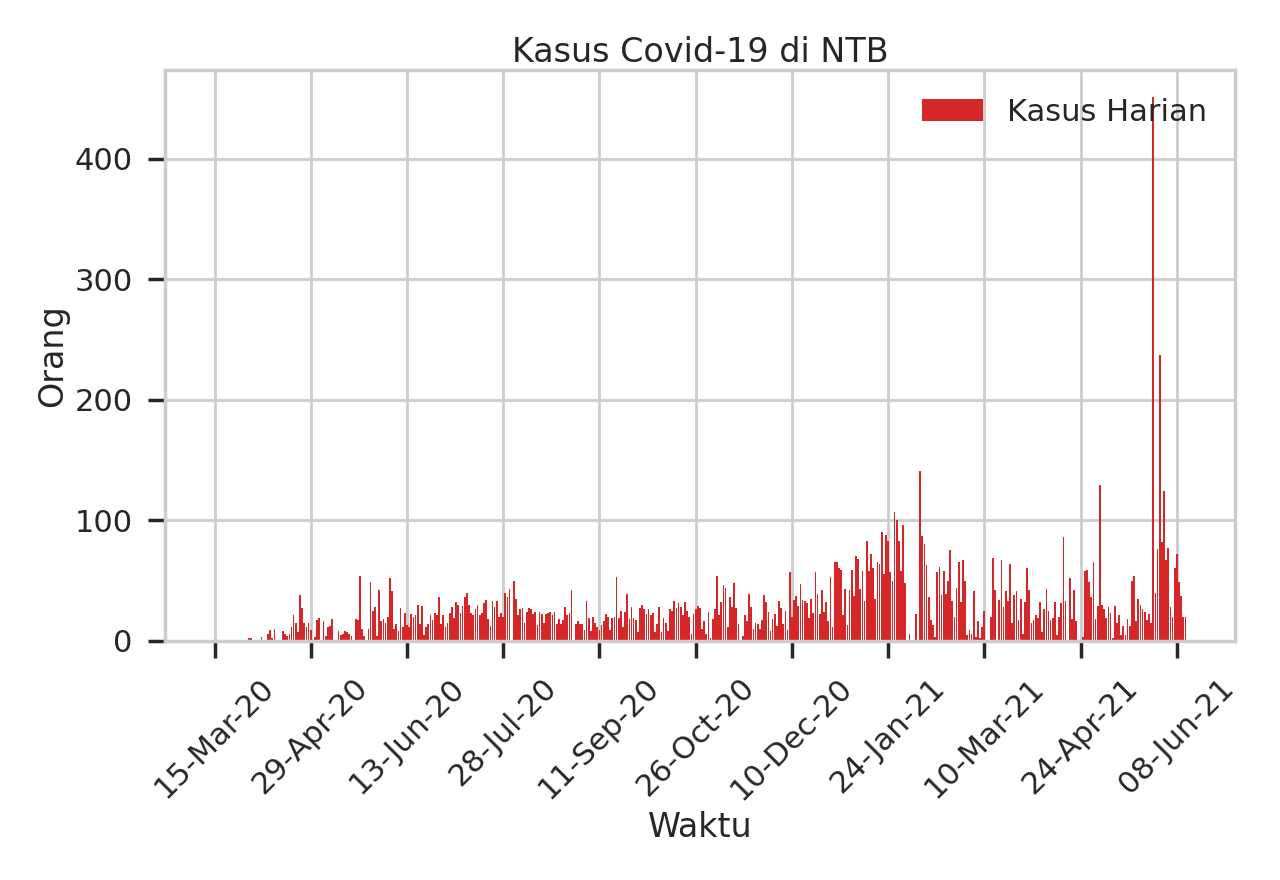 Kasus Covid-19 di NTB
Kasus Harian
Orang
400
300
200
100
0
15-Mar-20
29-Apr-20
13-Jun-20
28-Jul-20
11-Sep-20
26-Oct-20
10-Dec-20
24-Jan-21
10-Mar-21
24-Apr-21
08-Jun-21
Waktu